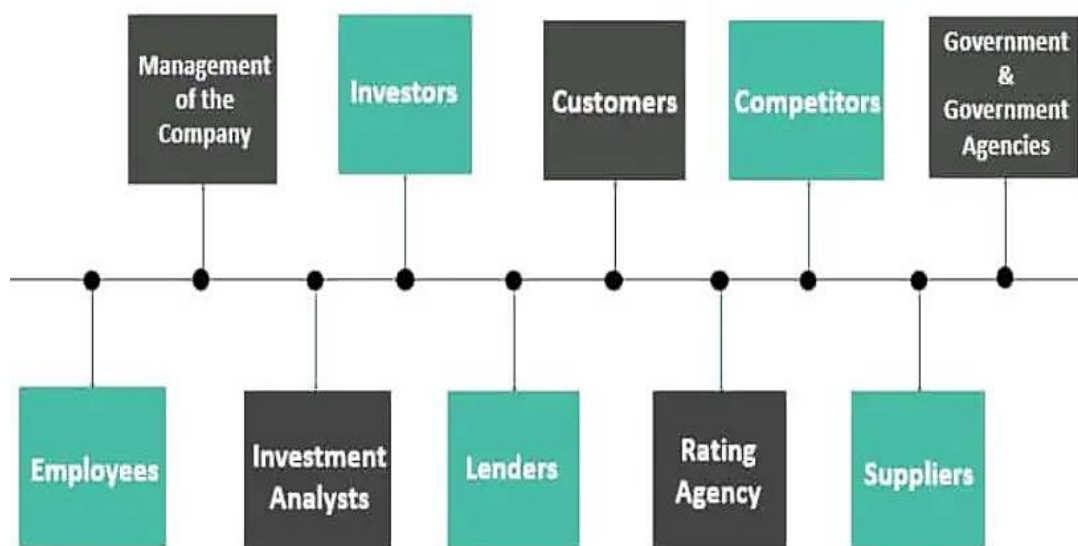 Management
of the
Company
Investors
Customers
Competitors
Government
&
Government
Agencies
Employees
Investment
Analysts
Lenders
Rating
Agency
Suppliers